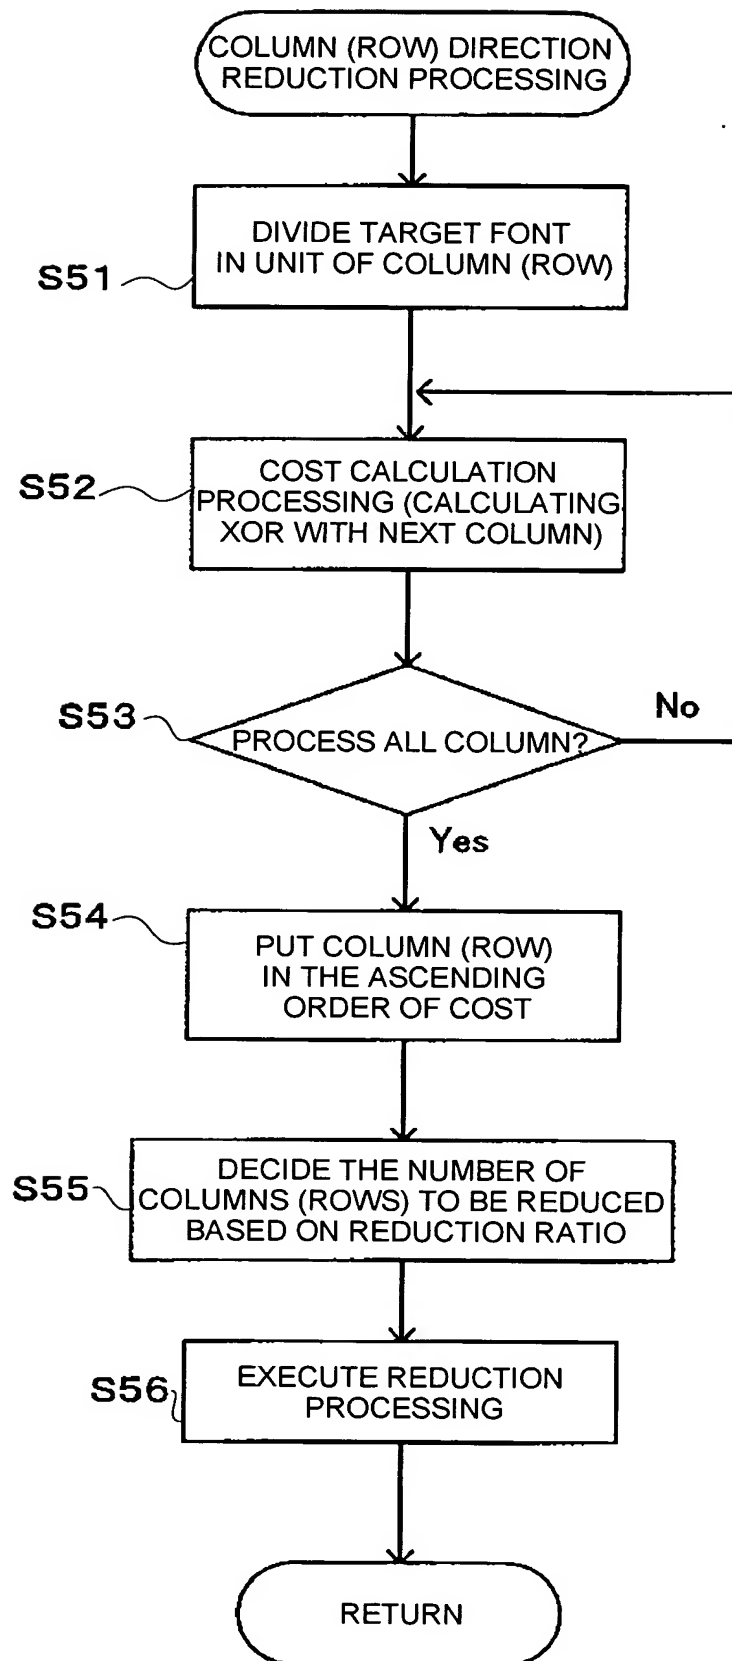 COLUMN (ROW) DIRECTION
REDUCTION PROCESSING
DIVIDE TARGET FONT
IN UNIT OF COLUMN (ROW)
S51
COST CALCULATION
PROCESSING (CALCULATING
XOR WITH NEXT COLUMN)
S52
S53
PROCESS ALL COLUMN?
No
Yes
S54
PUT COLUMN (ROW)
IN THE ASCENDING
ORDER OF COST
DECIDE THE NUMBER OF
COLUMNS (ROWS) TO BE REDUCED
BASED ON REDUCTION RATIO
S55
EXECUTE REDUCTION
PROCESSING
S56
RETURN